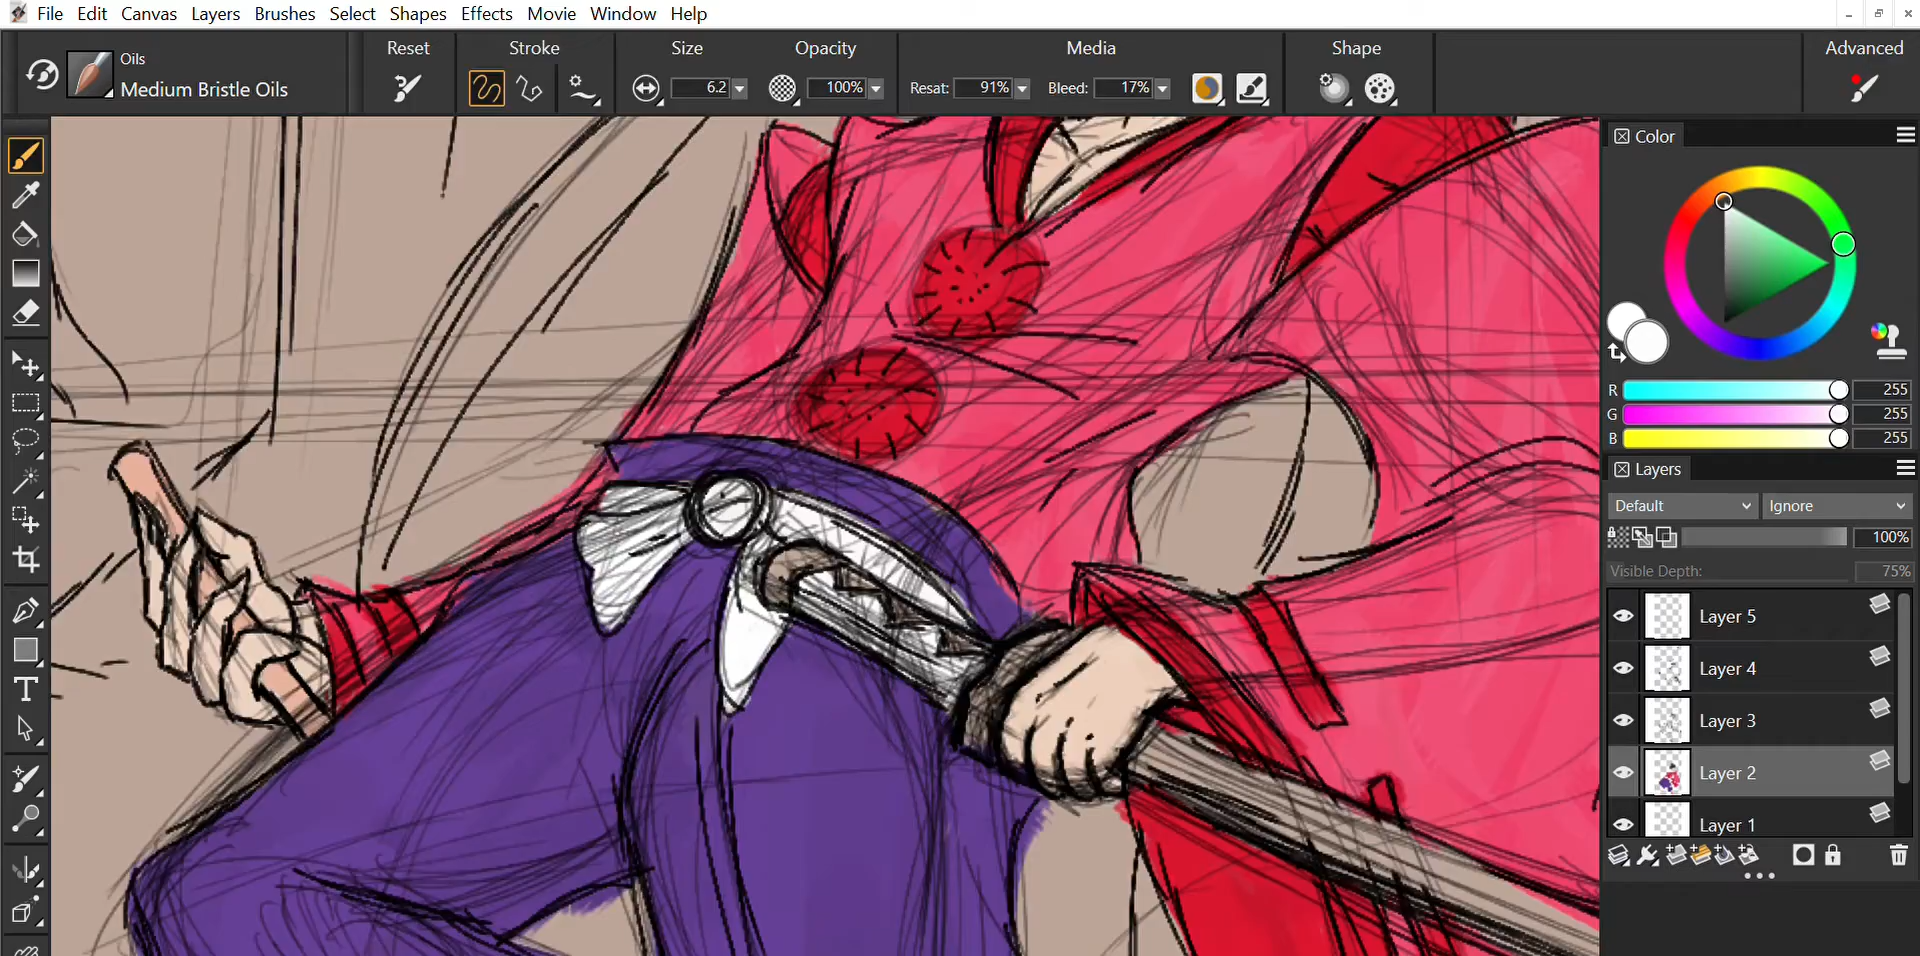 File Edit Canvas Layers Brushes Select Shapes Effects Movie Window Help
Oils
Medium Bristle Oils
Reset
Stroke
Size
6.2
Opacity
100%
Media
Resat: 91% Bleed: 17%
Shape
Advanced
Color
R 255
G 255
B 255
Layers
Default Ignore
100%
Visible Depth: 75%
Layer 5
Layer 4
Layer 3
Layer 2
Layer 1